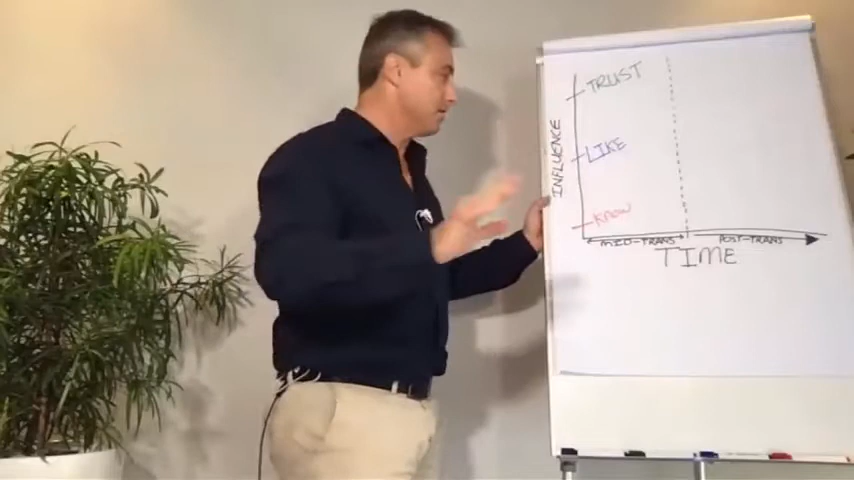 TRUST
INFLUENCE
LIKE
KNOW
MID-TRANS POST-TRANS
TIME